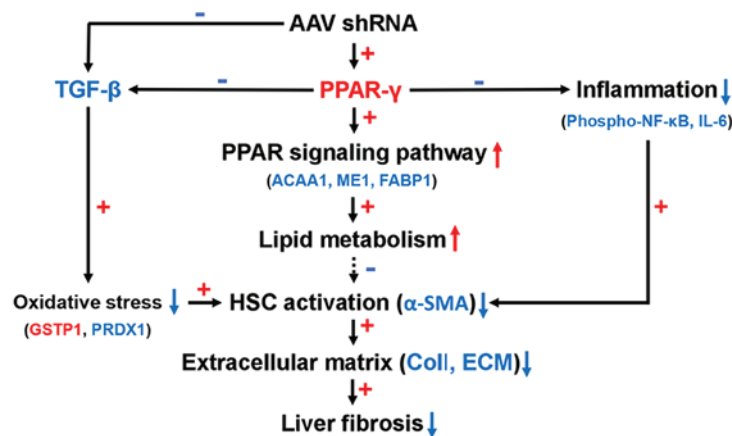 AAV shRNA
-
+
TGF-β
-
PPAR-γ
-
Inflammation
(Phospho-NF-κB, IL-6)
+
PPAR signaling pathway
(ACAA1, ME1, FABP1)
+
+
+
Lipid metabolism
-
Oxidative stress
+
HSC activation (α-SMA)
(GSTP1, PRDX1)
+
Extracellular matrix (ColI, ECM)
+
Liver fibrosis